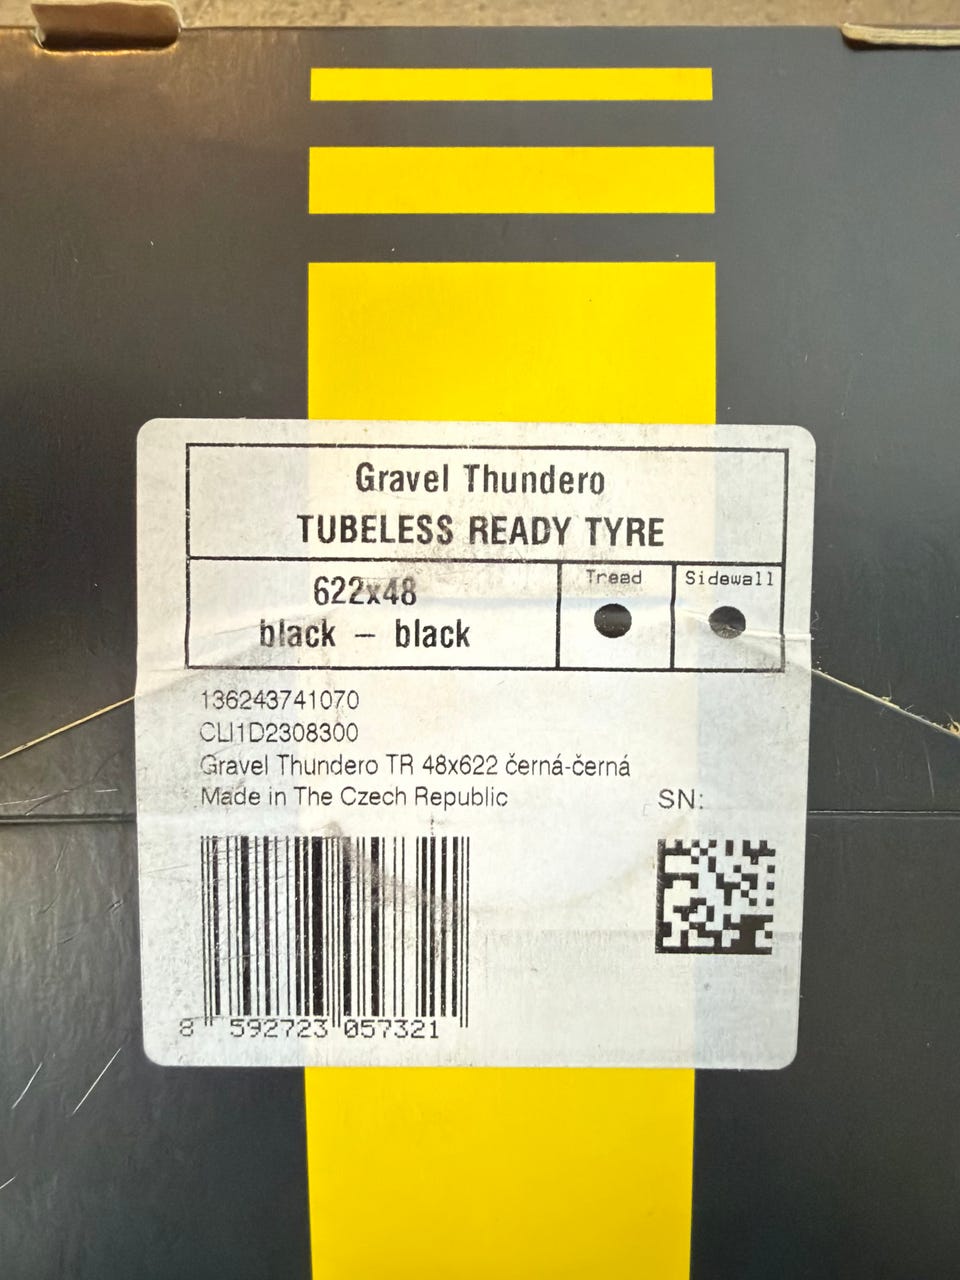 Gravel Thundero
TUBELESS READY TYRE
622x48
black – black
Tread
Sidewall
136243741070
CLI1D2308300
Gravel Thundero TR 48x622 černá-černá
Made in The Czech Republic
SN:
8 592723 057321